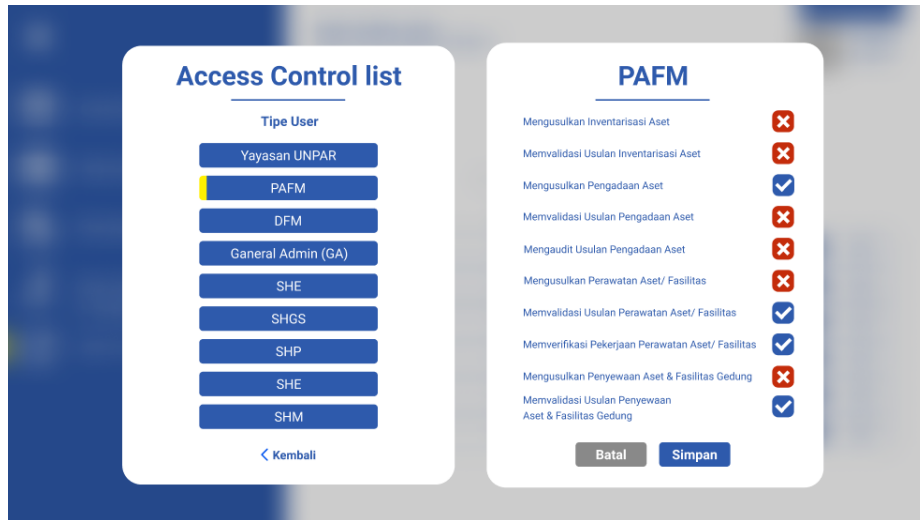 Access Control list
Tipe User
Yayasan UNPAR
PAFM
DFM
Ganeral Admin (GA)
SHE
SHGS
SHP
SHE
SHM
Kembali
PAFM
Mengusulkan Inventarisasi Aset
Memvalidasi Usulan Inventarisasi Aset
Mengusulkan Pengadaan Aset
Memvalidasi Usulan Pengadaan Aset
Mengaudit Usulan Pengadaan Aset
Mengusulkan Perawatan Aset/ Fasilitas
Memvalidasi Usulan Perawatan Aset/ Fasilitas
Memverifikasi Pekerjaan Perawatan Aset/ Fasilitas
Mengusulkan Penyewaan Aset & Fasilitas Gedung
Memvalidasi Usulan Penyewaan
Aset & Fasilitas Gedung
Batal
Simpan